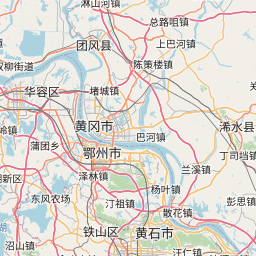 淋山河镇
总路咀镇
团风县
上巴河镇
陈策楼镇
双柳街道
华容区
堵城镇
黄冈市
巴河镇
浠水县
蒲团乡
鄂州市
丁司垱镇
兰溪镇
泽林镇
杨叶镇
东风农场
汀祖镇
散花镇
彭思镇
铁山区
黄石市
沼山镇
汪仁镇